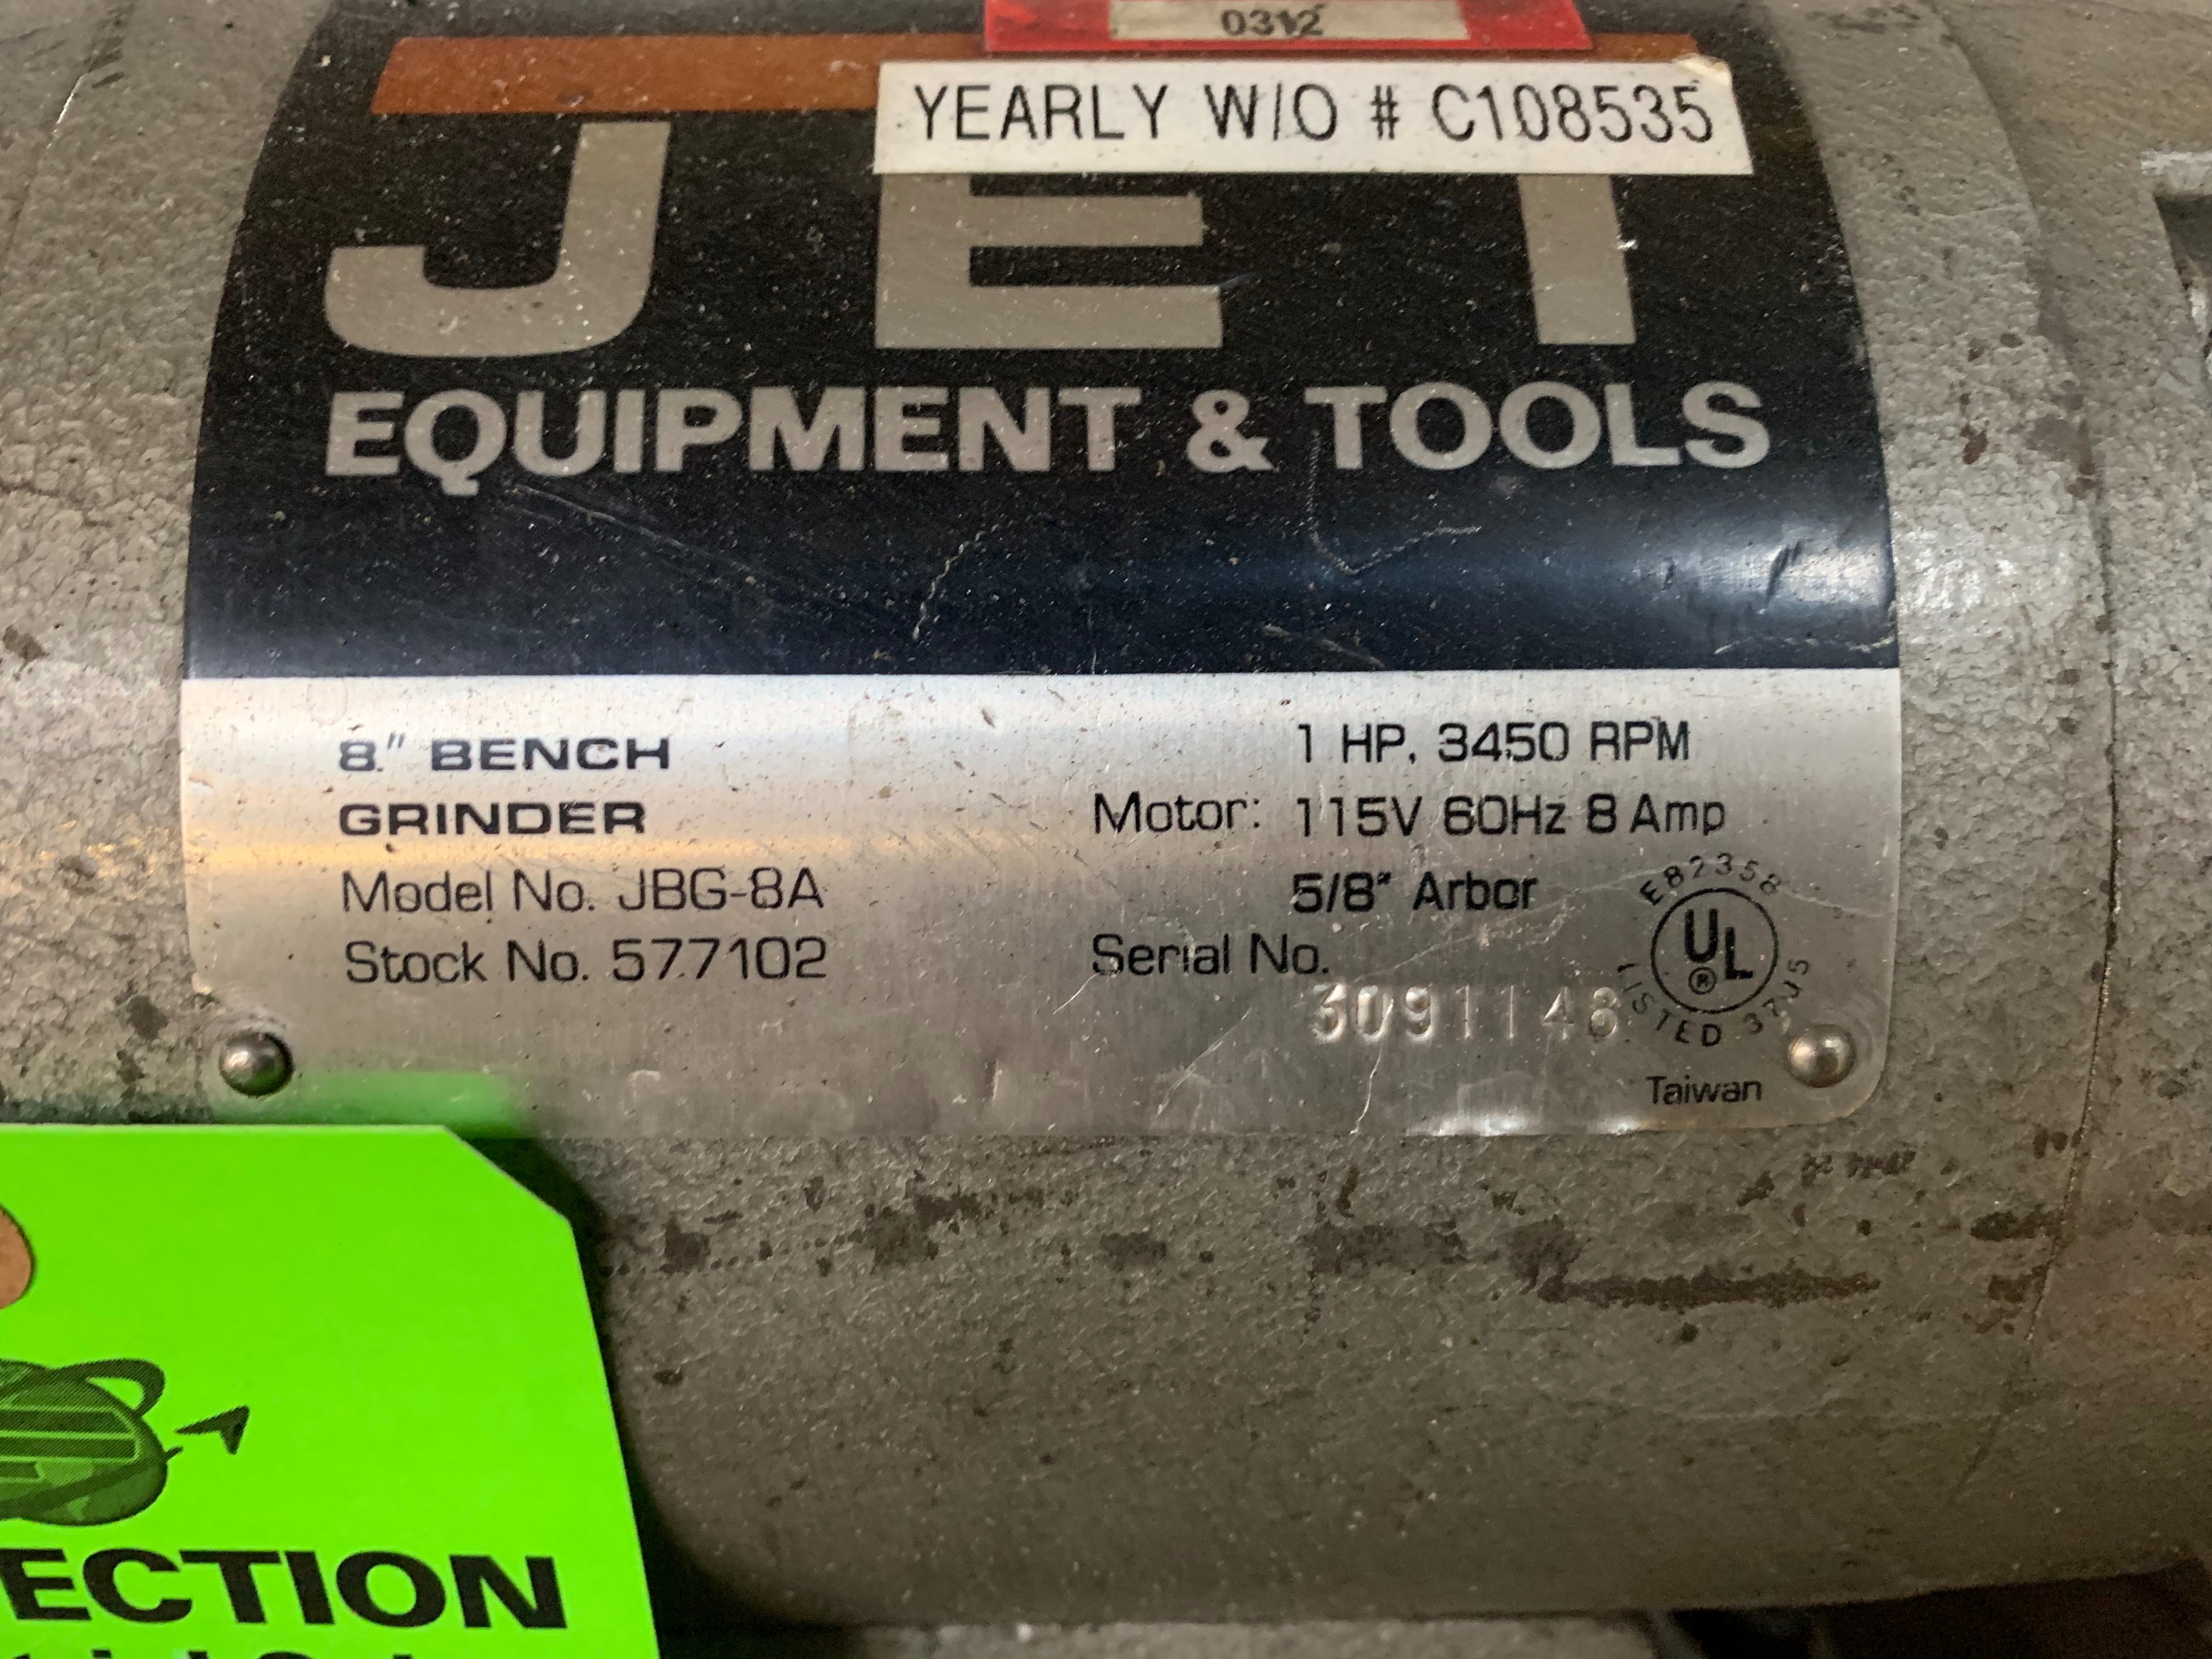 0312
YEARLY W/O # C108535
JET
EQUIPMENT & TOOLS
8" BENCH
GRINDER
Model No. JBG-8A
Stock No. 577102
1 HP, 3450 RPM
Motor: 115V 60Hz 8 Amp
5/8" Arbor
Serial No.
3091148
E82358
UL
®
LISTED 37J5
Taiwan
ECTION